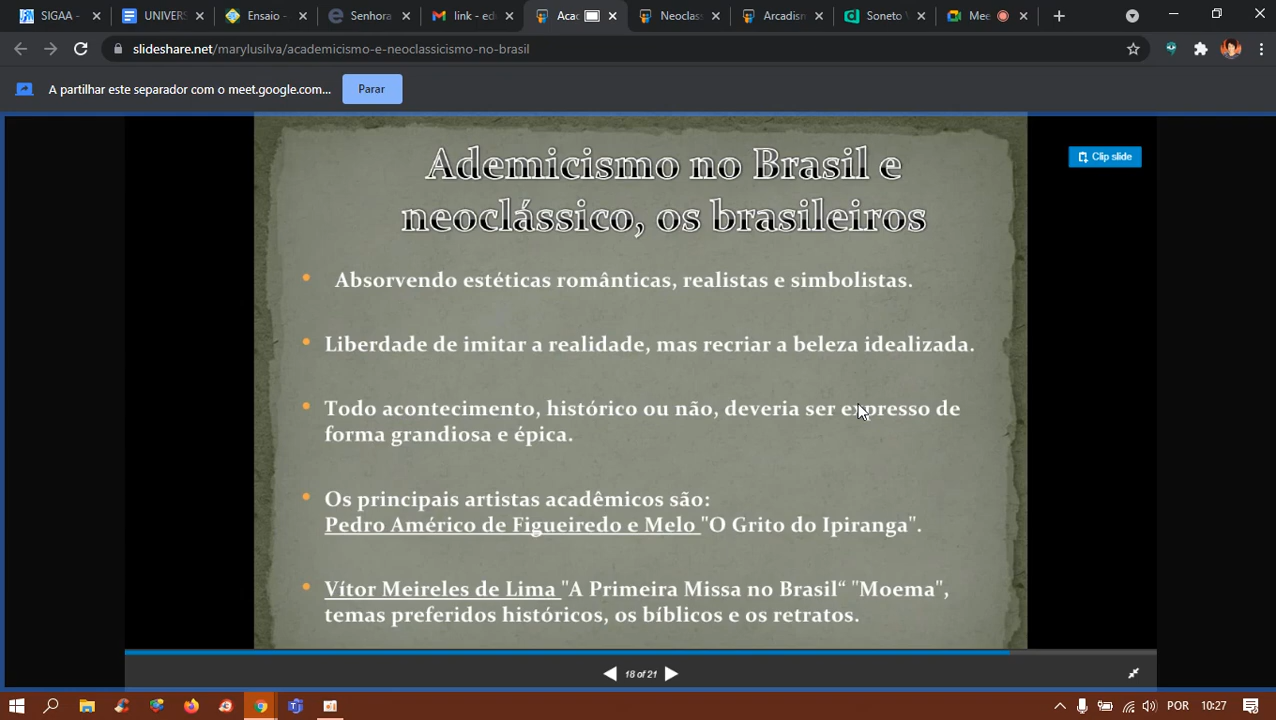 SIGAA -
UNIVERS
Ensaio -
Senhora
link - ed
Aca
Neoclass
Arcadism
Soneto V
Mee
slideshare.net/marylusilva/academicismo-e-neoclassicismo-no-brasil
A partilhar este separador com o meet.google.com...
Parar
Clip slide
Ademicismo no Brasil e
neoclássico, os brasileiros
• Absorvendo estéticas românticas, realistas e simbolistas.
• Liberdade de imitar a realidade, mas recriar a beleza idealizada.
• Todo acontecimento, histórico ou não, deveria ser expresso de
forma grandiosa e épica.
• Os principais artistas acadêmicos são:
Pedro Américo de Figueiredo e Melo "O Grito do Ipiranga".
• Vítor Meireles de Lima "A Primeira Missa no Brasil“ "Moema",
temas preferidos históricos, os bíblicos e os retratos.
18 of 21
POR 10:27